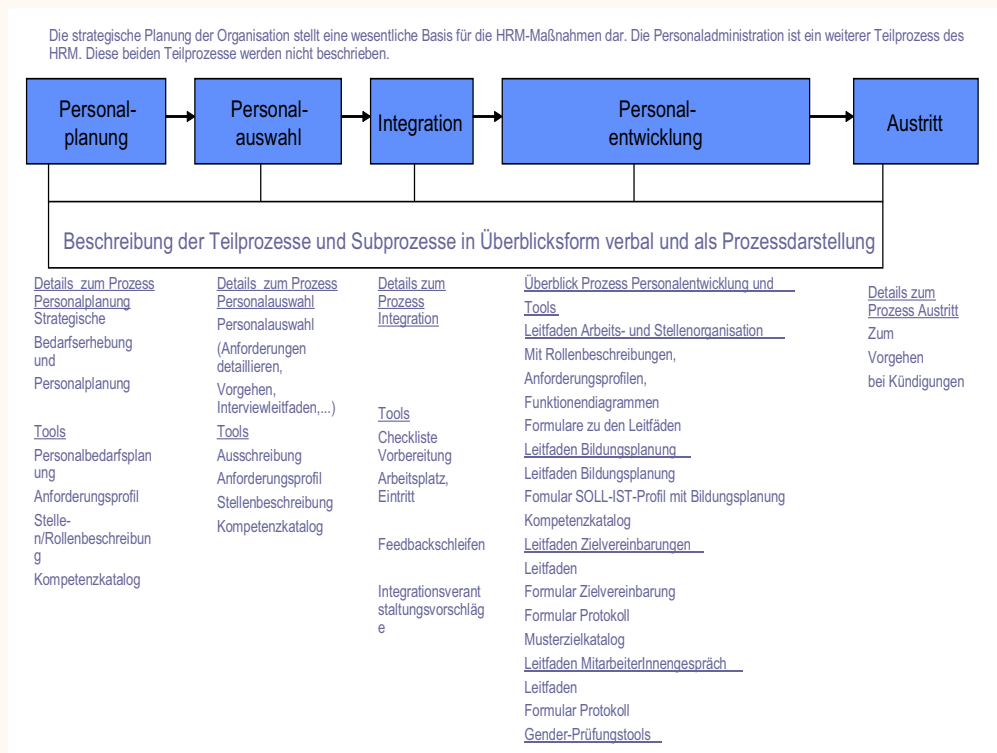 Die strategische Planung der Organisation stellt eine wesentliche Basis für die HRM-Maßnahmen dar. Die Personaladministration ist ein weiterer Teilprozess des
HRM. Diese beiden Teilprozesse werden nicht beschrieben.
Personal-
planung
Personal-
auswahl
Integration
Personal-
entwicklung
Austritt
Beschreibung der Teilprozesse und Subprozesse in Überblicksform verbal und als Prozessdarstellung
Details zum Prozess
Personalplanung
Strategische
Bedarfserhebung
und
Personalplanung
Tools
Personalbedarfsplan
ung
Anforderungsprofil
Stelle-
n/Rollenbeschreibun
g
Kompetenzkatalog
Details zum Prozess
Personalauswahl
Personalauswahl
(Anforderungen
detaillieren,
Vorgehen,
Interviewleitfaden,...)
Tools
Ausschreibung
Anforderungsprofil
Stellenbeschreibung
Kompetenzkatalog
Details zum
Prozess
Integration
Tools
Checkliste
Vorbereitung
Arbeitsplatz,
Eintritt
Feedbackschleifen
Integrationsverant
staltungsvorschläg
e
Überblick Prozess Personalentwicklung und
Tools
Leitfaden Arbeits- und Stellenorganisation
Mit Rollenbeschreibungen,
Anforderungsprofilen,
Funktionendiagrammen
Formulare zu den Leitfäden
Leitfaden Bildungsplanung
Leitfaden Bildungsplanung
Fomular SOLL-IST-Profil mit Bildungsplanung
Kompetenzkatalog
Leitfaden Zielvereinbarungen
Leitfaden
Formular Zielvereinbarung
Formular Protokoll
Musterzielkatalog
Leitfaden MitarbeiterInnengespräch
Leitfaden
Formular Protokoll
Gender-Prüfungstools
Details zum
Prozess Austritt
Zum
Vorgehen
bei Kündigungen